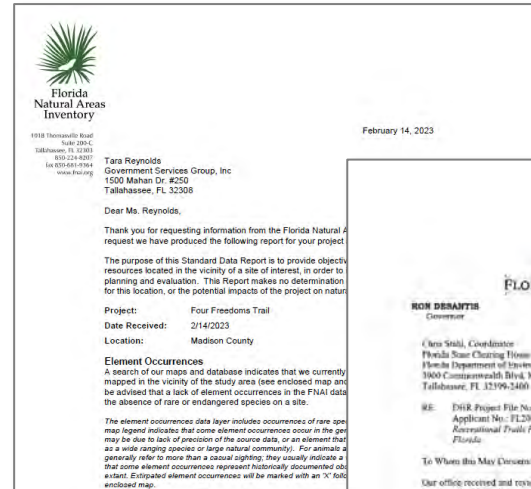 Florida
Natural Areas
Inventory
1018 Thomasville Road
Suite 200-C
Tallahassee, FL 32303
850-224-8207
fax 850-681-9364
www.fnai.org
February 14, 2023
Tara Reynolds
Government Services Group, Inc
1500 Mahan Dr. #250
Tallahassee, FL 32308
Dear Ms. Reynolds,
Thank you for requesting information from the Florida Natural A
request we have produced the following report for your project
The purpose of this Standard Data Report is to provide objectiv
resources located in the vicinity of a site of interest, in order to
planning and evaluation. This Report makes no determination
for this location, or the potential impacts of the project on natur
Project: Four Freedoms Trail
Date Received: 2/14/2023
Location: Madison County
Element Occurrences
A search of our maps and database indicates that we currently
mapped in the vicinity of the study area (see enclosed map and
be advised that a lack of element occurrences in the FNAI data
the absence of rare or endangered species on a site.
The element occurrences data layer includes occurrences of rare spe
map legend indicates that some element occurrences occur in the gen
may be due to lack of precision of the source data, or an element that
as a wide ranging species or large natural community). For animals a
generally refer to more than a casual sighting; they usually indicate a
that some element occurrences represent historically documented obs
extant. Extirpated element occurrences will be marked with an 'X' follo
enclosed map.
FLO
RON DESANTIS
Governor
Chris Stahl, Coordinator
Florida State Clearing House
Florida Department of Enviro
3900 Commonwealth Blvd, M
Tallahassee, FL 32399-2400
RE: DHR Project File No
Applicant No.: FL20
Recreational Trails P
Florida
To Whom this May Concern:
Our office received and rev